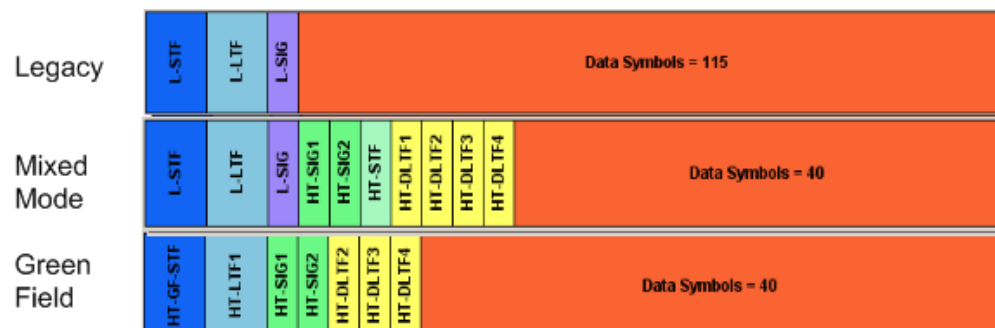 Legacy
L-STF
L-LTF
L-SIG
Data Symbols = 115
Mixed
Mode
L-STF
L-LTF
L-SIG
HT-SIG1
HT-SIG2
HT-STF
HT-DLTF1
HT-DLTF2
HT-DLTF3
HT-DLTF4
Data Symbols = 40
Green
Field
HT-GF-STF
HT-LTF1
HT-SIG1
HT-SIG2
HT-DLTF2
HT-DLTF3
HT-DLTF4
Data Symbols = 40